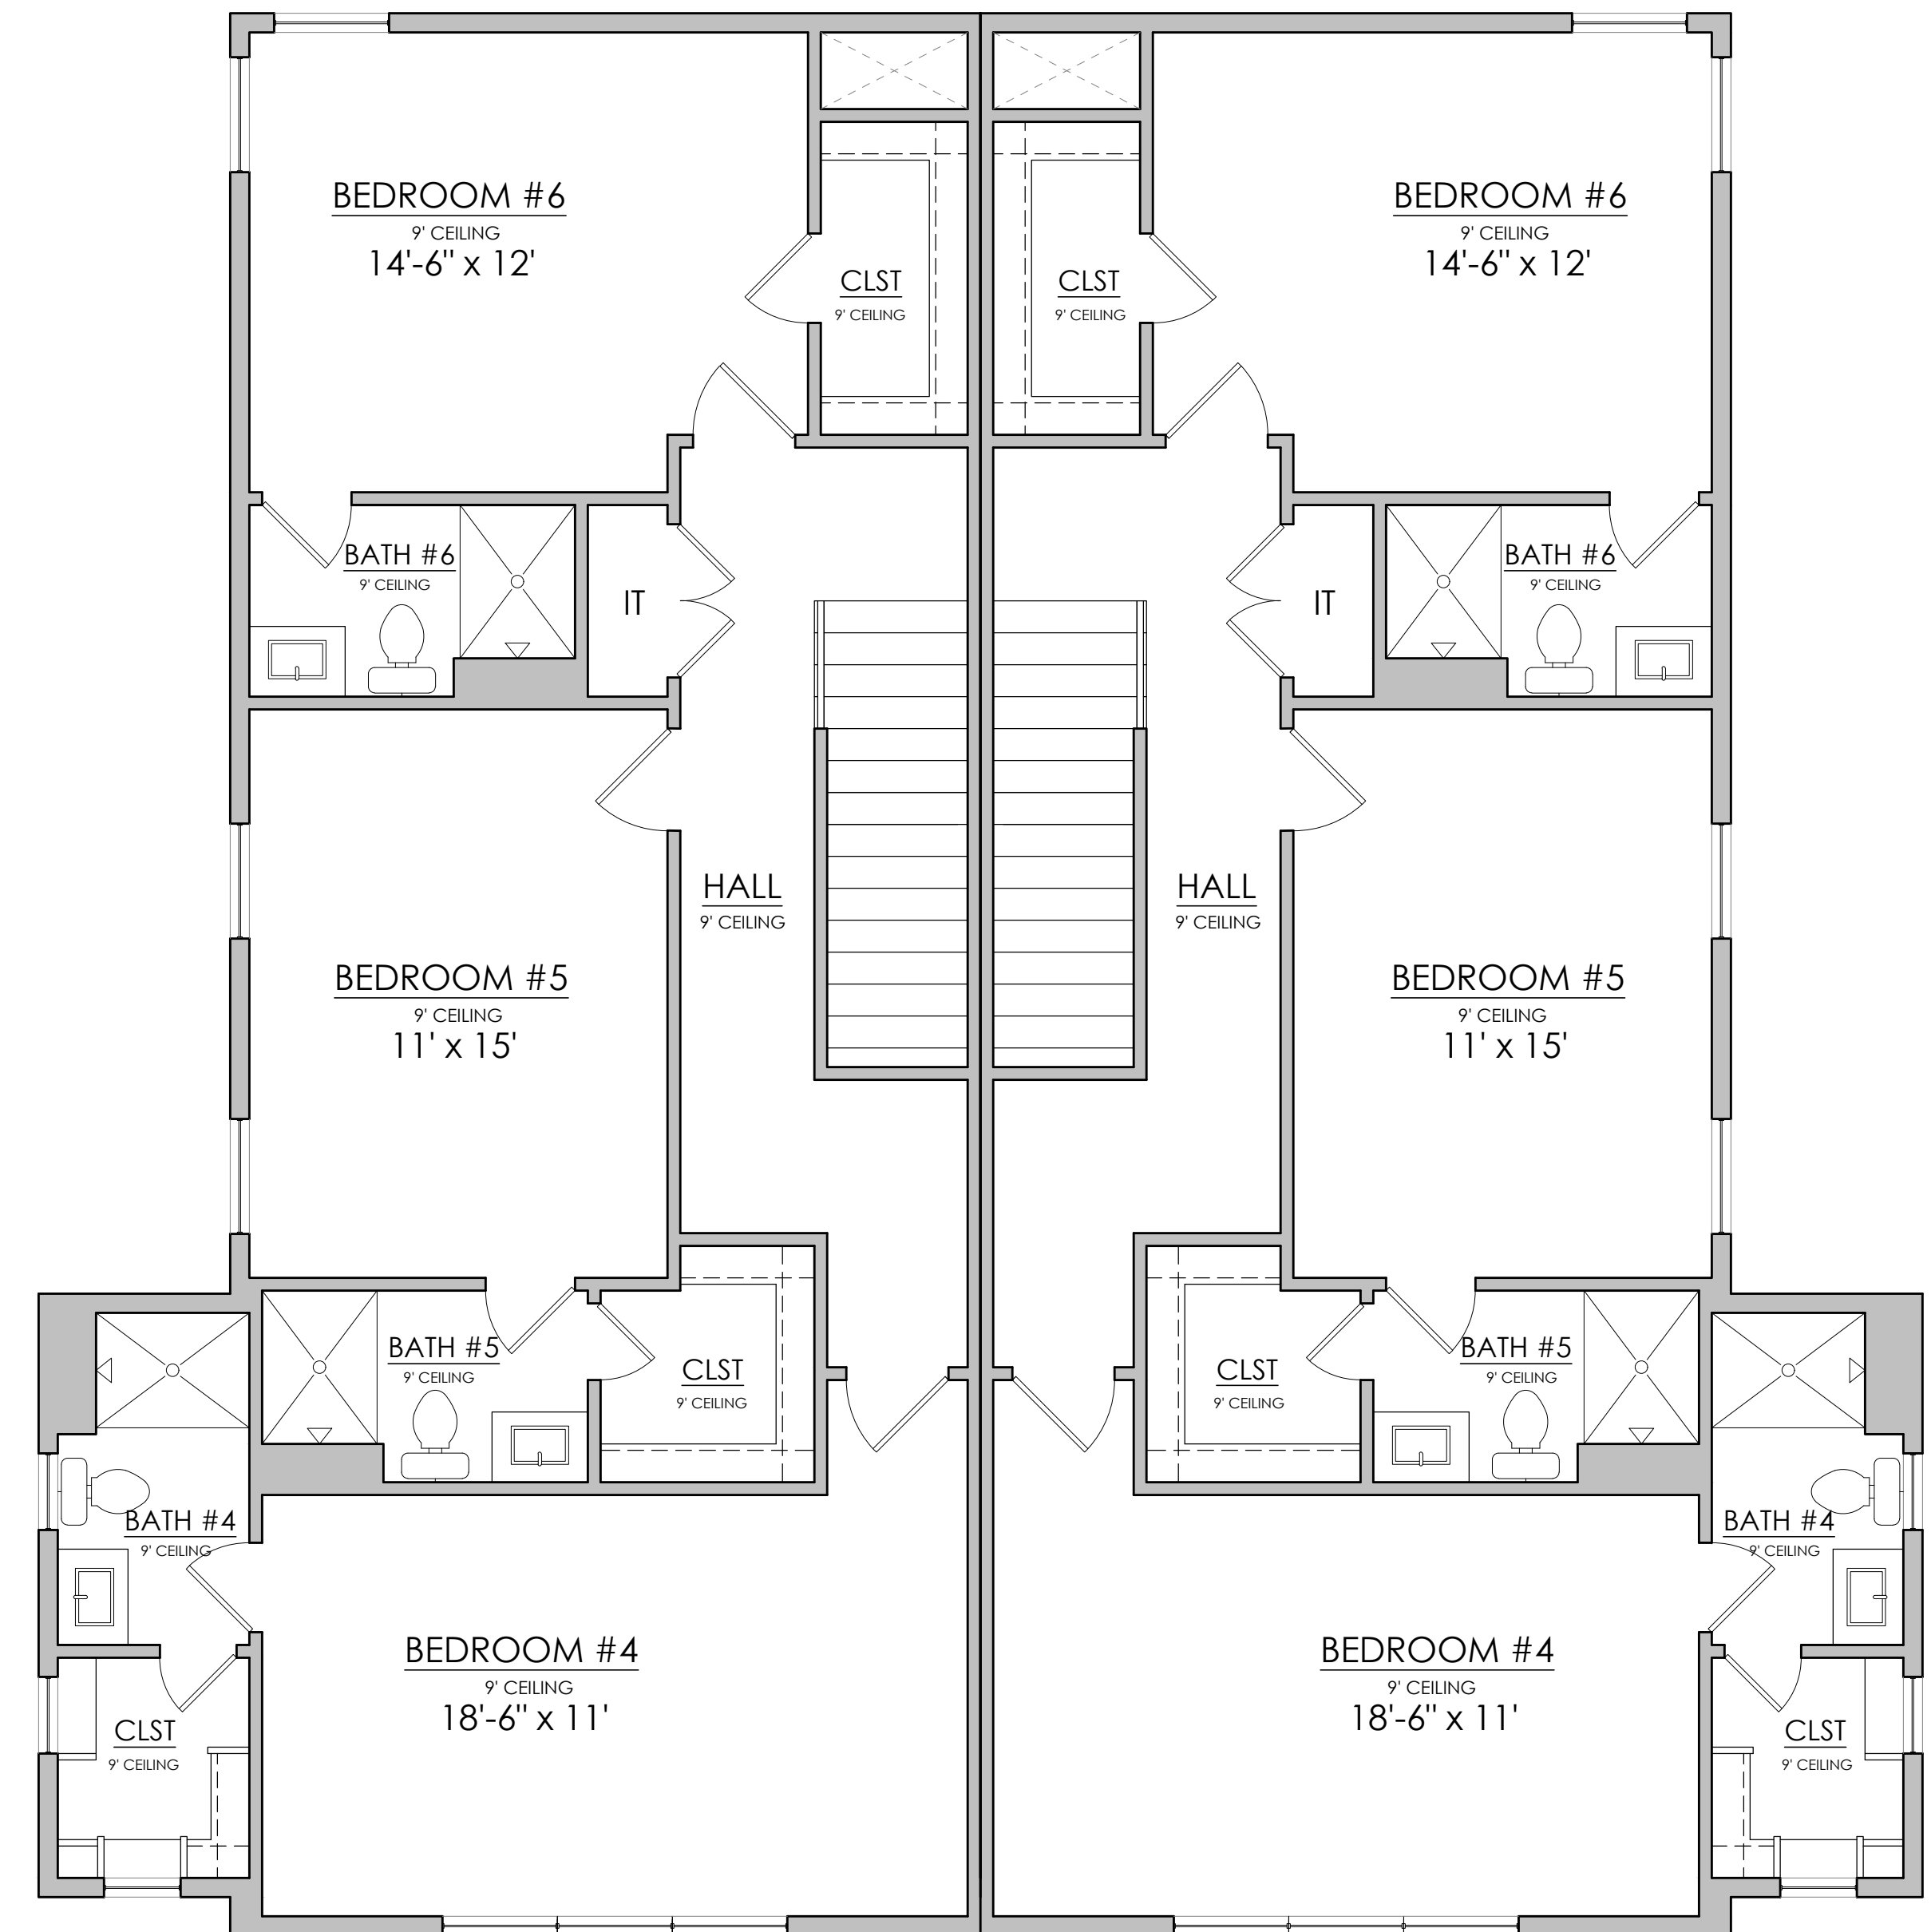 BEDROOM #6
9' CEILING
14'-6" x 12'
CLST
9' CEILING
CLST
9' CEILING
BEDROOM #6
9' CEILING
14'-6" x 12'
BATH #6
9' CEILING
IT
IT
BATH #6
9' CEILING
HALL
9' CEILING
HALL
9' CEILING
BEDROOM #5
9' CEILING
11' x 15'
BEDROOM #5
9' CEILING
11' x 15'
BATH #5
9' CEILING
CLST
9' CEILING
CLST
9' CEILING
BATH #5
9' CEILING
BATH #4
9' CEILING
BATH #4
9' CEILING
BEDROOM #4
9' CEILING
18'-6" x 11'
BEDROOM #4
9' CEILING
18'-6" x 11'
CLST
9' CEILING
CLST
9' CEILING